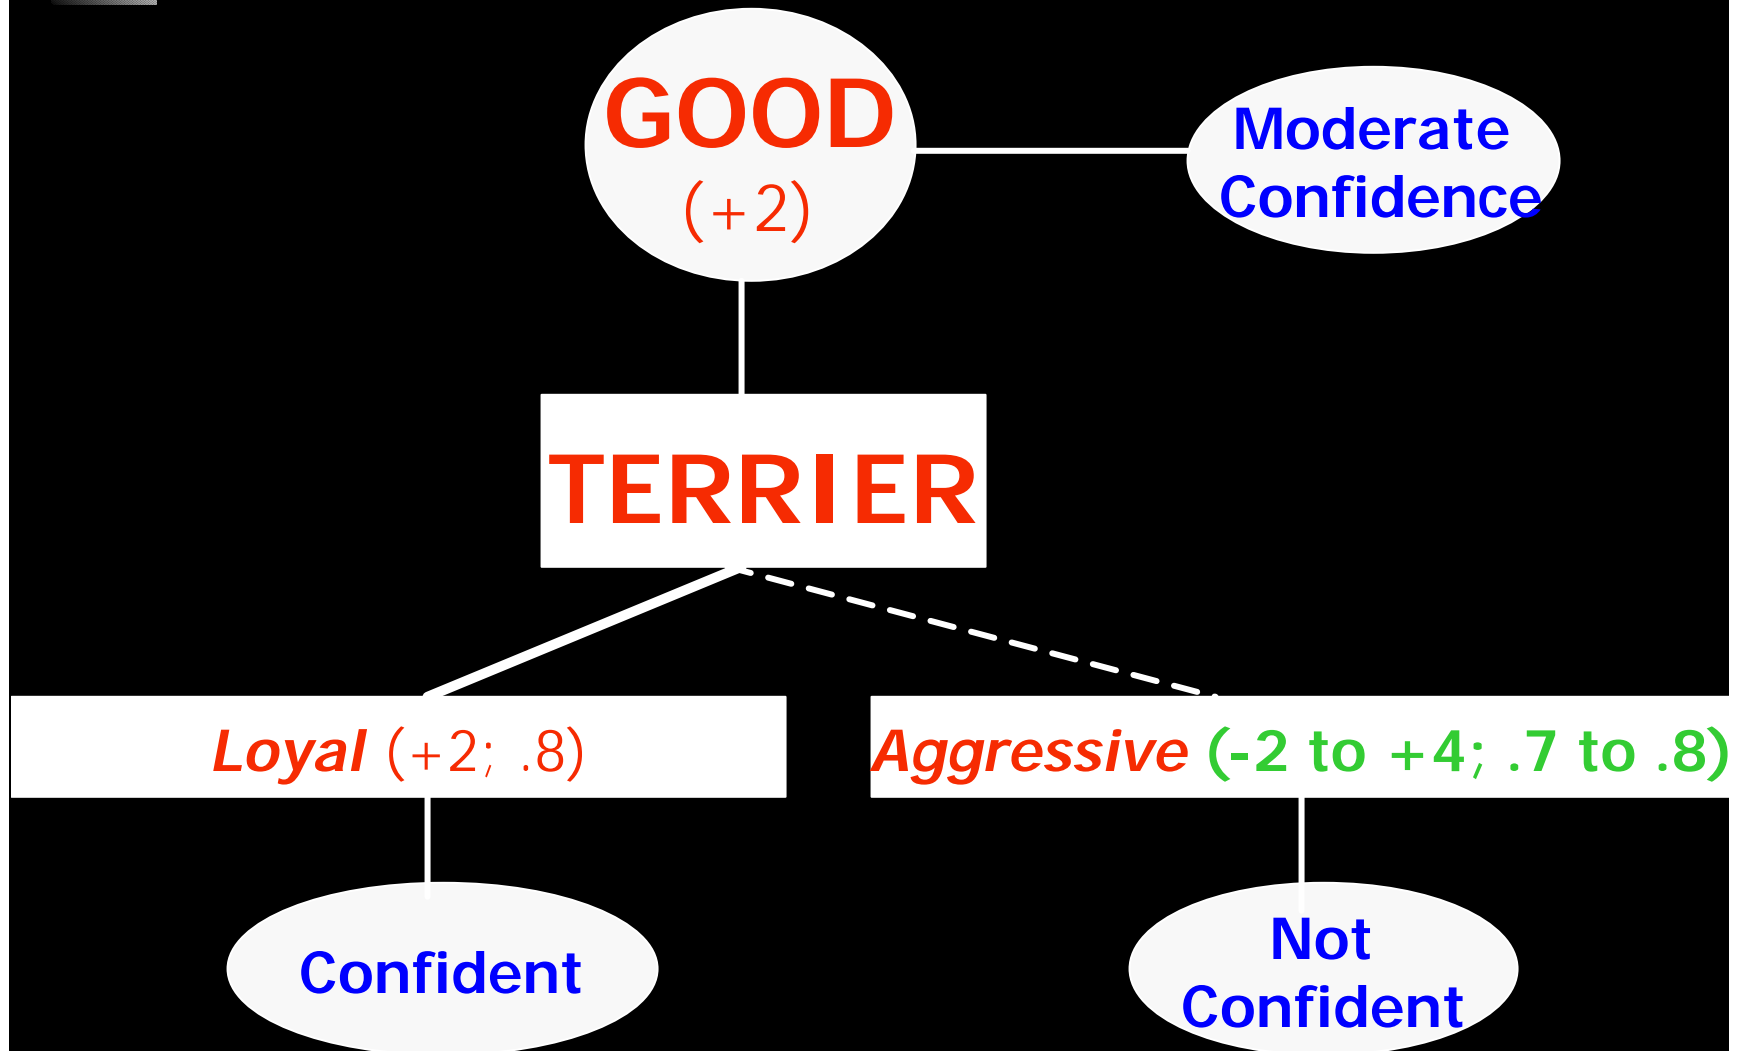 GOOD
(+2)
Moderate
Confidence
TERRIER
Loyal (+2; .8)
Aggressive (-2 to +4; .7 to .8)
Confident
Not
Confident